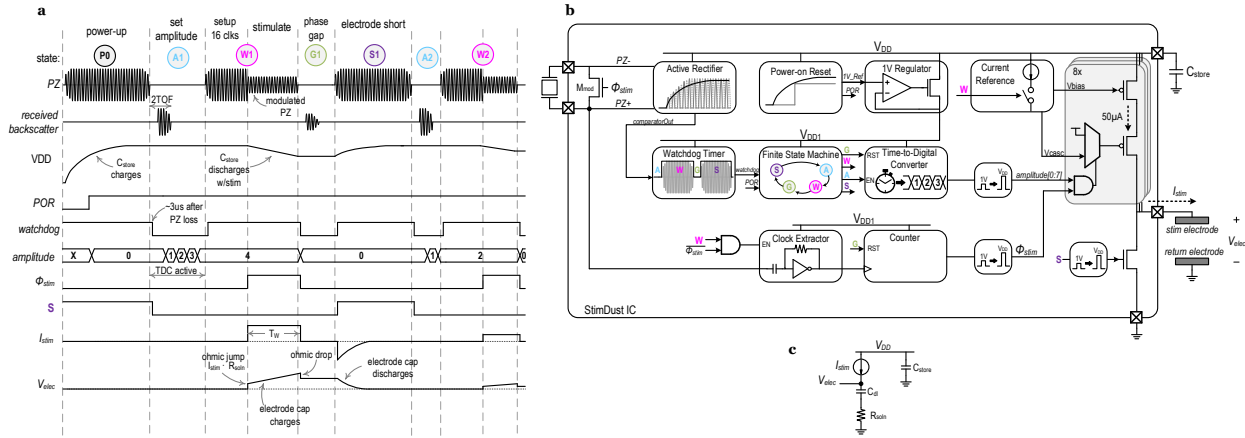 a
power-up
set
amplitude
setup
16 clks
stimulate
phase
gap
electrode short
state:
P0
A1
W1
G1
S1
A2
W2
PZ
2TOF
modulated
PZ
received
backscatter
VDD
Cstore
charges
Cstore
discharges
w/stim
POR
~3us after
PZ loss
watchdog
amplitude
X
0
1
2
3
4
0
1
2
0
TDC active
Φstim
S
Istim
TW
ohmic jump
Istim · Rsoln
ohmic drop
electrode cap
discharges
Velec
electrode cap
charges
b
VDD
PZ-
Mmod
Φstim
PZ+
Active Rectifier
comparatorOut
Power-on Reset
1V_Ref
POR
1V Regulator
Current
Reference
W
Vbias
8x
50µA
Vcasc
Cstore
VDD1
Watchdog Timer
A
W
G
S
watchdog
POR
Finite State Machine
S
A
G
W
G
W
A
S
Time-to-Digital
Converter
RST
EN
1
2
3
1V
VDD
amplitude[0:7]
Istim
stim electrode
+
Velec
−
return electrode
VDD1
W
Φstim
EN
Clock Extractor
G
RST
Counter
1V
VDD
Φstim
S
1V
VDD
StimDust IC
c
VDD
Istim
Cstore
Velec
Cdl
Rsoln